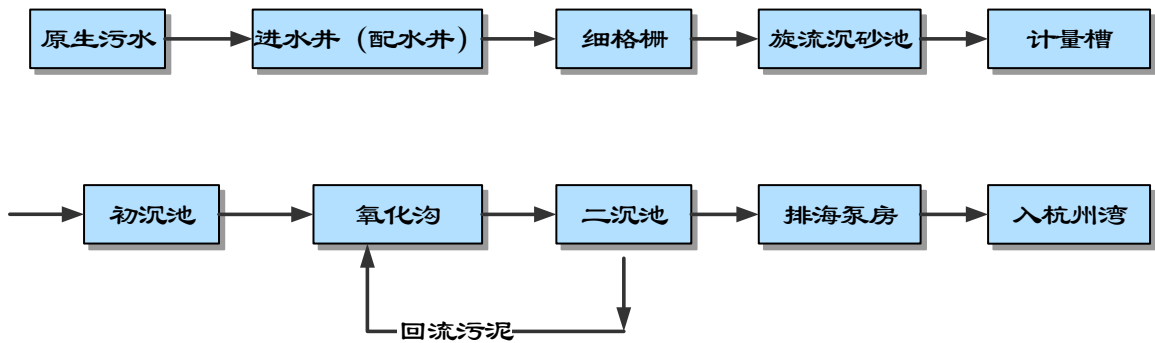 原生污水
进水井（配水井）
细格栅
旋流沉砂池
计量槽
初沉池
氧化沟
二沉池
排海泵房
入杭州湾
回流污泥